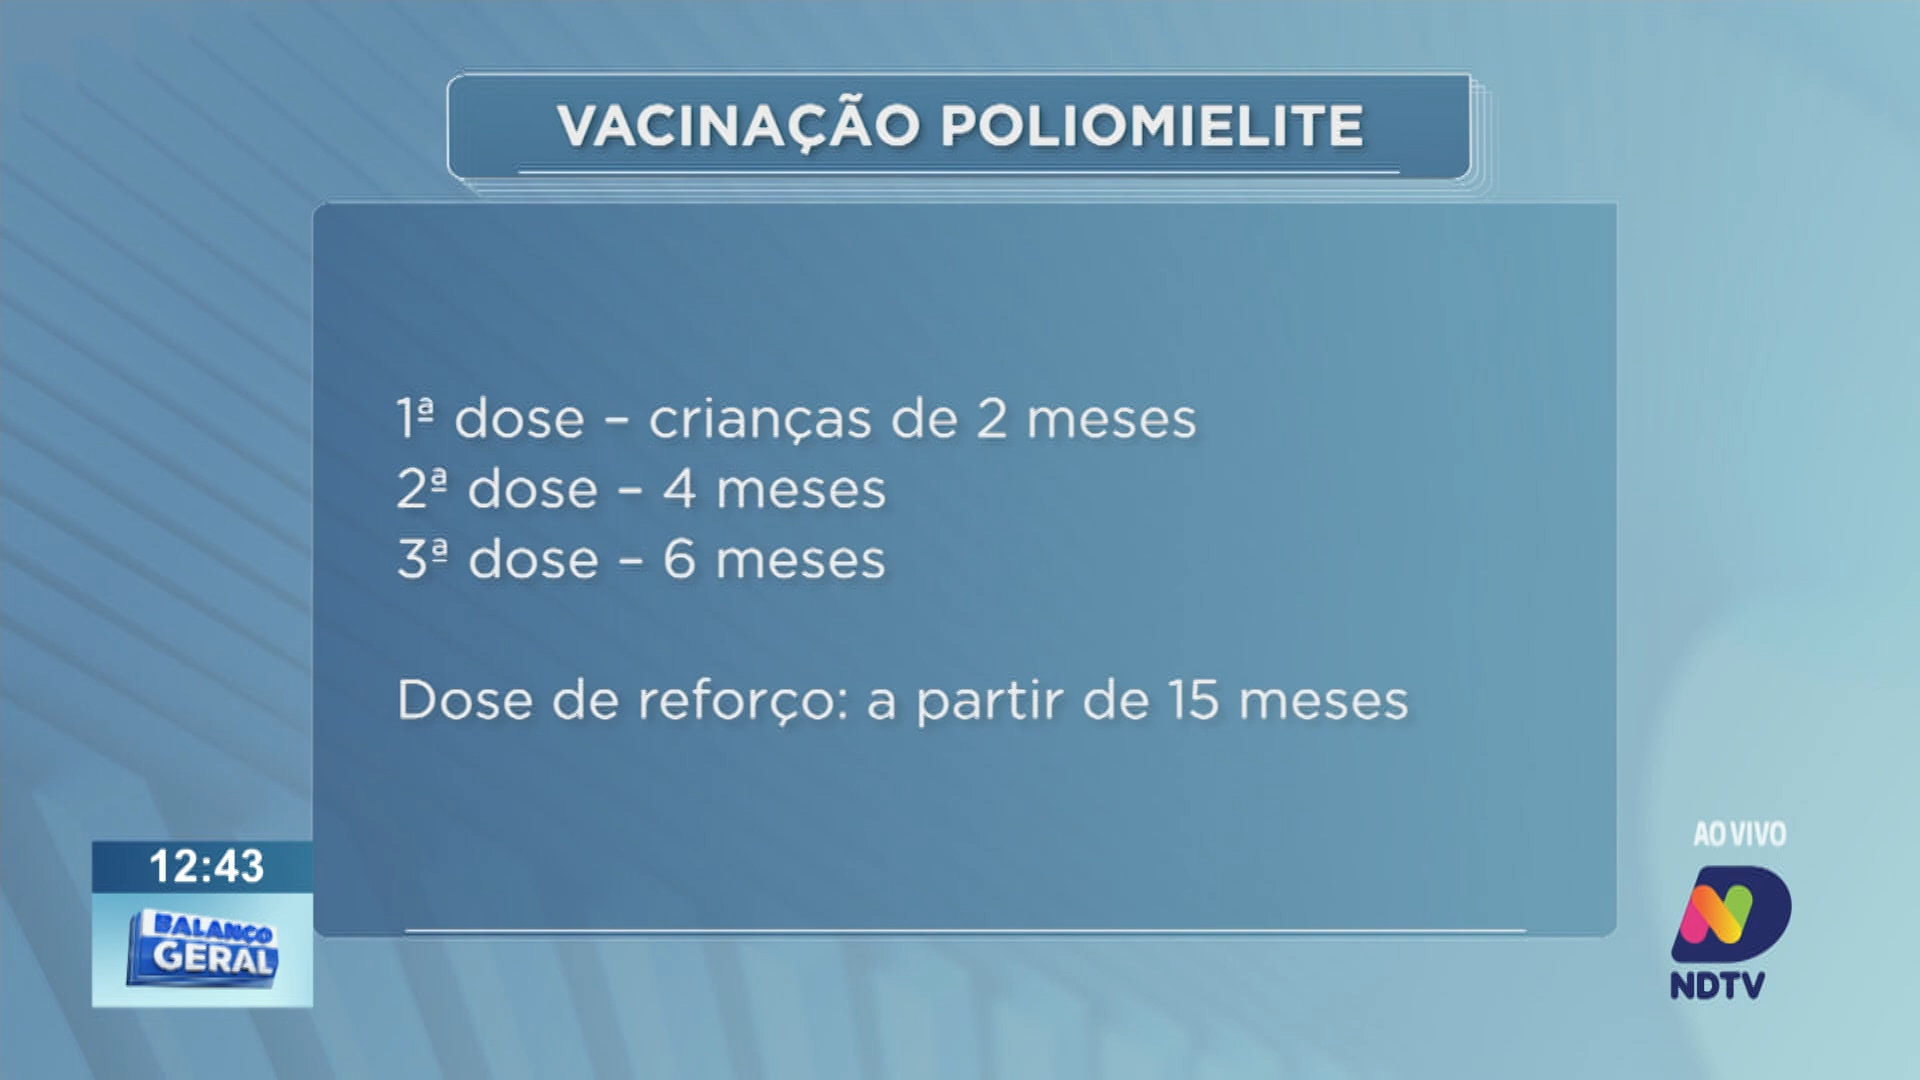 VACINAÇÃO POLIOMIELITE
1ª dose – crianças de 2 meses
2ª dose – 4 meses
3ª dose – 6 meses
Dose de reforço: a partir de 15 meses
12:43
BALANÇO
GERAL
AO VIVO
NDTV